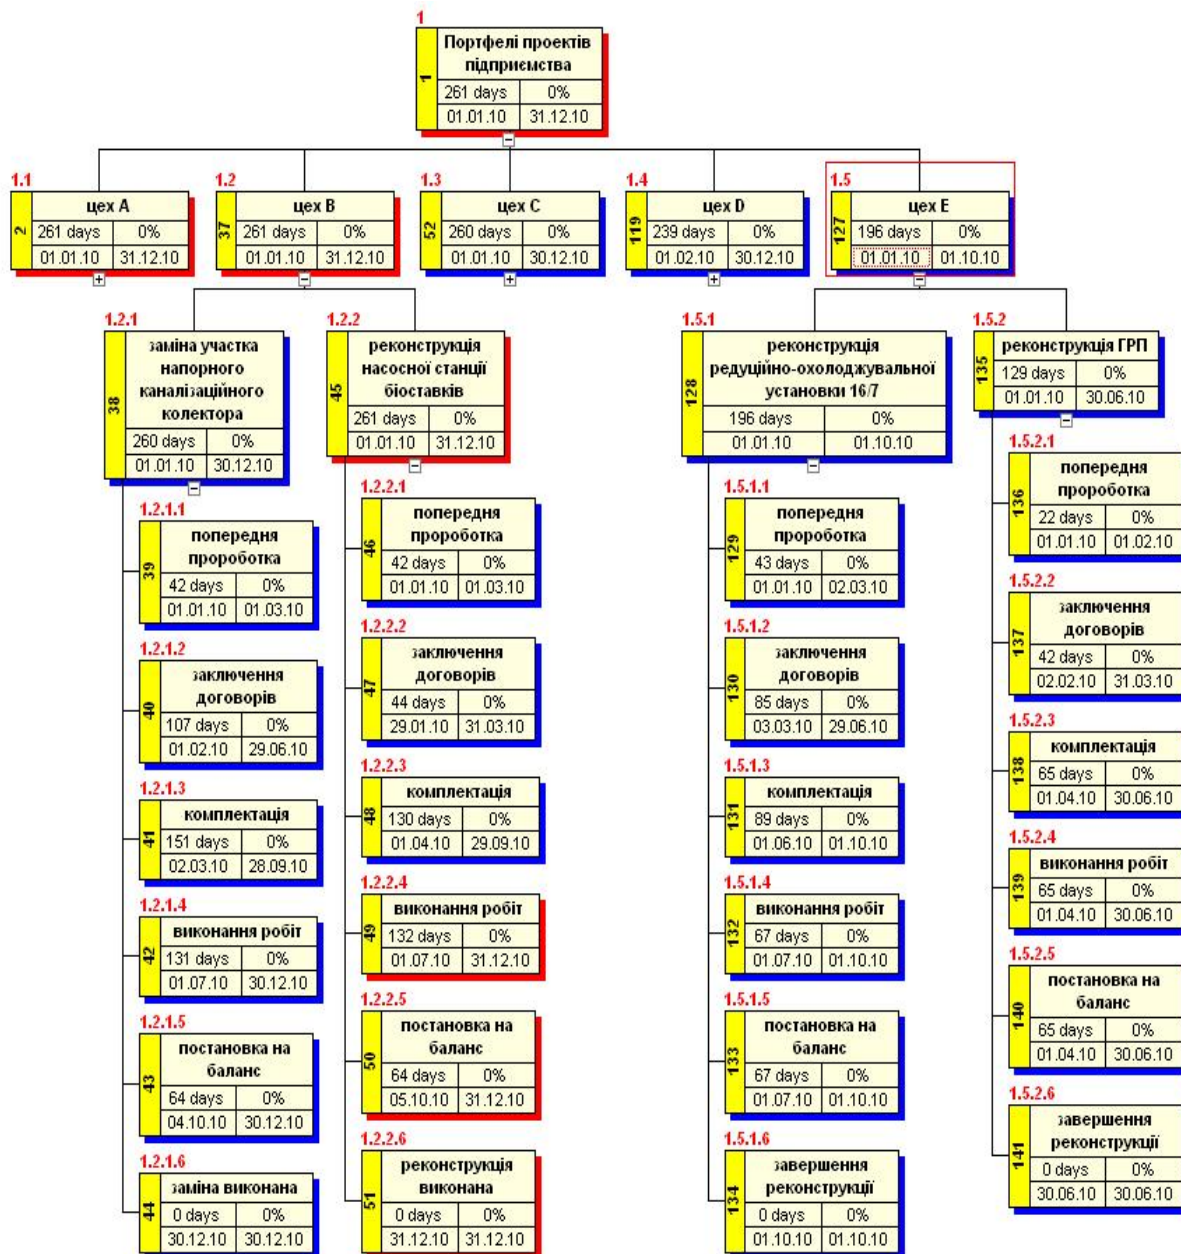 1
Портфелі проектів
підприємства
1
261 days 0%
01.01.10 31.12.10
1.1
цех A
2
261 days 0%
01.01.10 31.12.10
1.2
цех B
37
261 days 0%
01.01.10 31.12.10
1.3
цех C
52
260 days 0%
01.01.10 30.12.10
1.4
цех D
119
239 days 0%
01.02.10 30.12.10
1.5
цех E
127
196 days 0%
01.01.10 01.10.10
1.2.1
заміна участка
напорного
каналізаційного
колектора
38
260 days 0%
01.01.10 30.12.10
1.2.1.1
попередня
пророботка
39
42 days 0%
01.01.10 01.03.10
1.2.1.2
заключення
договорів
40
107 days 0%
01.02.10 29.06.10
1.2.1.3
комплектація
41
151 days 0%
02.03.10 28.09.10
1.2.1.4
виконання робіт
42
131 days 0%
01.07.10 30.12.10
1.2.1.5
постановка на
баланс
43
64 days 0%
04.10.10 30.12.10
1.2.1.6
заміна виконана
44
0 days 0%
30.12.10 30.12.10
1.2.2
реконструкція
насосної станції
біоставків
45
261 days 0%
01.01.10 31.12.10
1.2.2.1
попередня
пророботка
46
42 days 0%
01.01.10 01.03.10
1.2.2.2
заключення
договорів
47
44 days 0%
29.01.10 31.03.10
1.2.2.3
комплектація
48
130 days 0%
01.04.10 29.09.10
1.2.2.4
виконання робіт
49
132 days 0%
01.07.10 31.12.10
1.2.2.5
постановка на
баланс
50
64 days 0%
05.10.10 31.12.10
1.2.2.6
реконструкція
виконана
51
0 days 0%
31.12.10 31.12.10
1.5.1
реконструкція
редуційно-охолоджувальної
установки 16/7
128
196 days 0%
01.01.10 01.10.10
1.5.1.1
попередня
пророботка
129
43 days 0%
01.01.10 02.03.10
1.5.1.2
заключення
договорів
130
85 days 0%
03.03.10 29.06.10
1.5.1.3
комплектація
131
89 days 0%
01.06.10 01.10.10
1.5.1.4
виконання робіт
132
67 days 0%
01.07.10 01.10.10
1.5.1.5
постановка на
баланс
133
67 days 0%
01.07.10 01.10.10
1.5.1.6
завершення
реконструкції
134
0 days 0%
01.10.10 01.10.10
1.5.2
реконструкція ГРП
135
129 days 0%
01.01.10 30.06.10
1.5.2.1
попередня
пророботка
136
22 days 0%
01.01.10 01.02.10
1.5.2.2
заключення
договорів
137
42 days 0%
02.02.10 31.03.10
1.5.2.3
комплектація
138
65 days 0%
01.04.10 30.06.10
1.5.2.4
виконання робіт
139
65 days 0%
01.04.10 30.06.10
1.5.2.5
постановка на
баланс
140
65 days 0%
01.04.10 30.06.10
1.5.2.6
завершення
реконструкції
141
0 days 0%
30.06.10 30.06.10